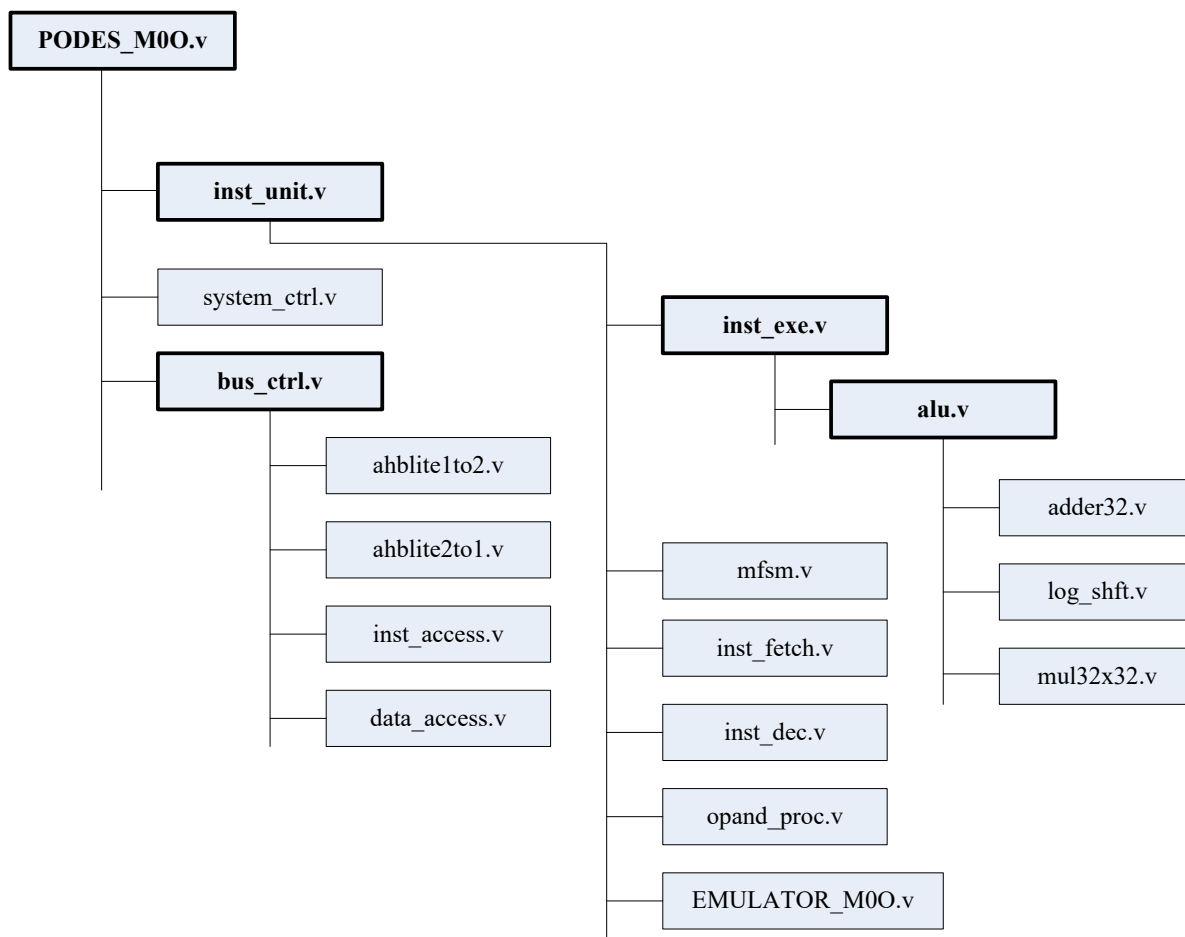 PODES_M0O.v
inst_unit.v
system_ctrl.v
bus_ctrl.v
ahblite1to2.v
ahblite2to1.v
inst_access.v
data_access.v
inst_exe.v
alu.v
adder32.v
log_shft.v
mul32x32.v
mfsm.v
inst_fetch.v
inst_dec.v
opand_proc.v
EMULATOR_M0O.v